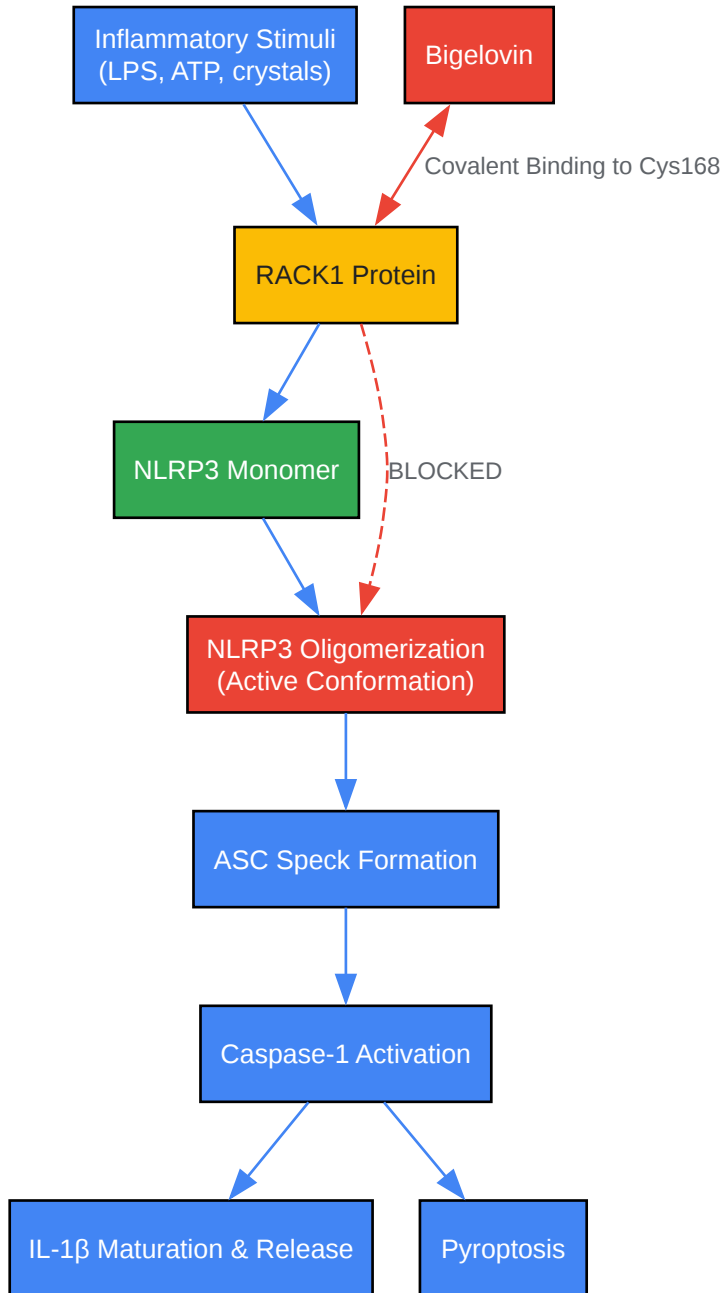 Inflammatory Stimuli
(LPS, ATP, crystals)
Bigelovin
Covalent Binding to Cys168
RACK1 Protein
NLRP3 Monomer
BLOCKED
NLRP3 Oligomerization
(Active Conformation)
ASC Speck Formation
Caspase-1 Activation
IL-1β Maturation & Release
Pyroptosis